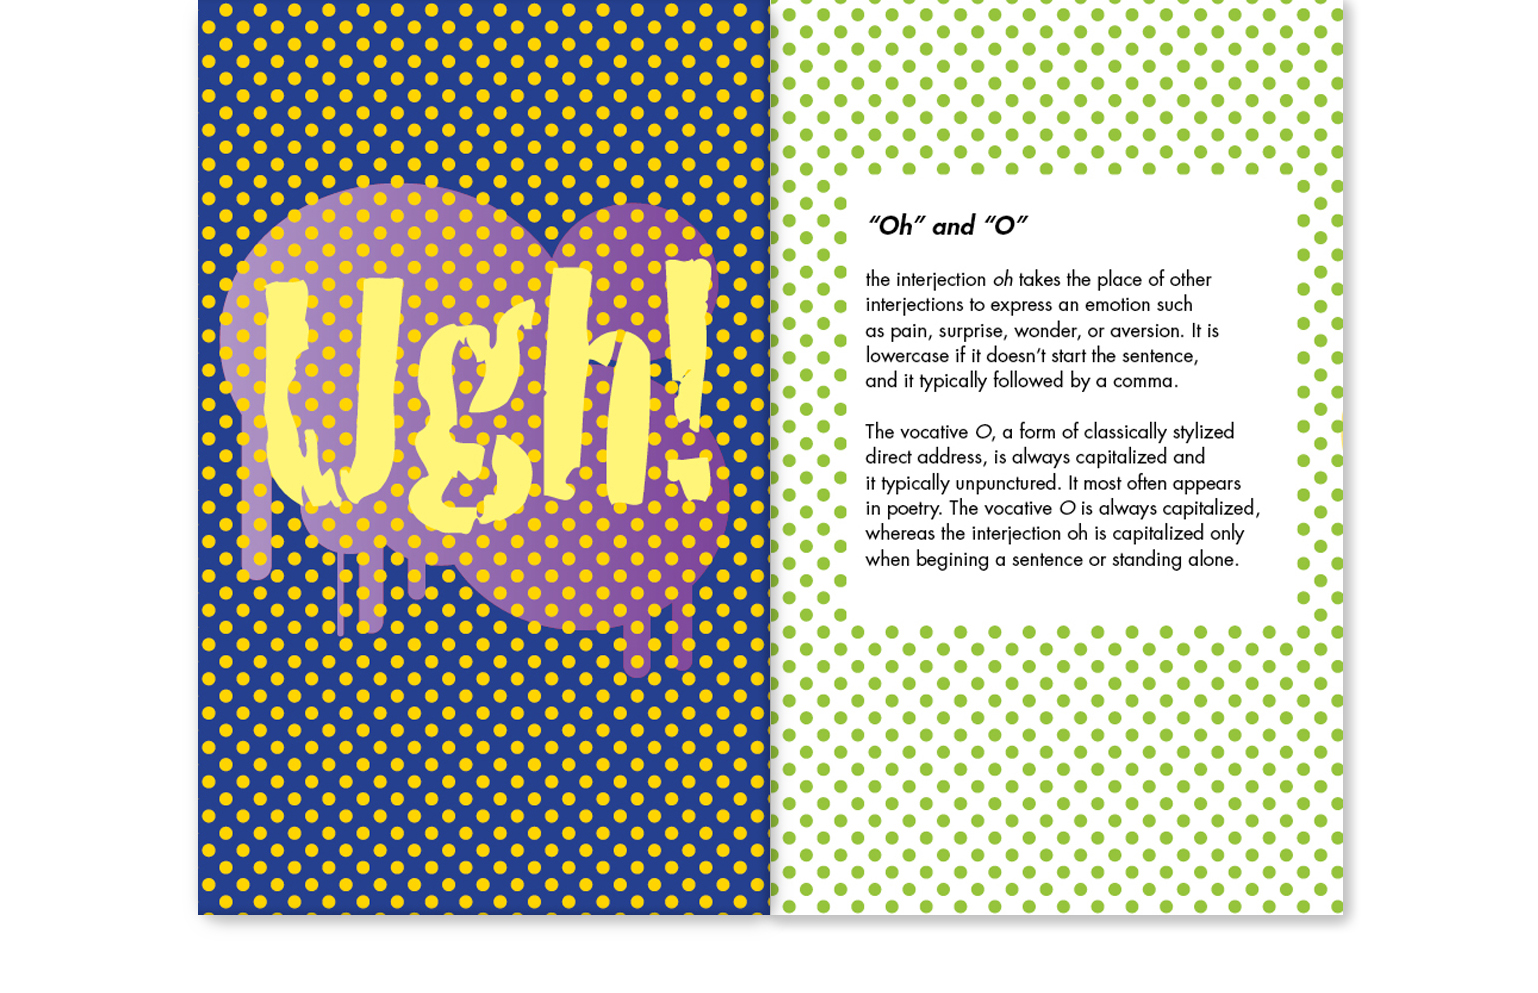 Ugh!
“Oh” and “O”
the interjection oh takes the place of other
interjections to express an emotion such
as pain, surprise, wonder, or aversion. It is
lowercase if it doesn’t start the sentence,
and it typically followed by a comma.
The vocative O, a form of classically stylized
direct address, is always capitalized and
it typically unpunctured. It most often appears
in poetry. The vocative O is always capitalized,
whereas the interjection oh is capitalized only
when begining a sentence or standing alone.